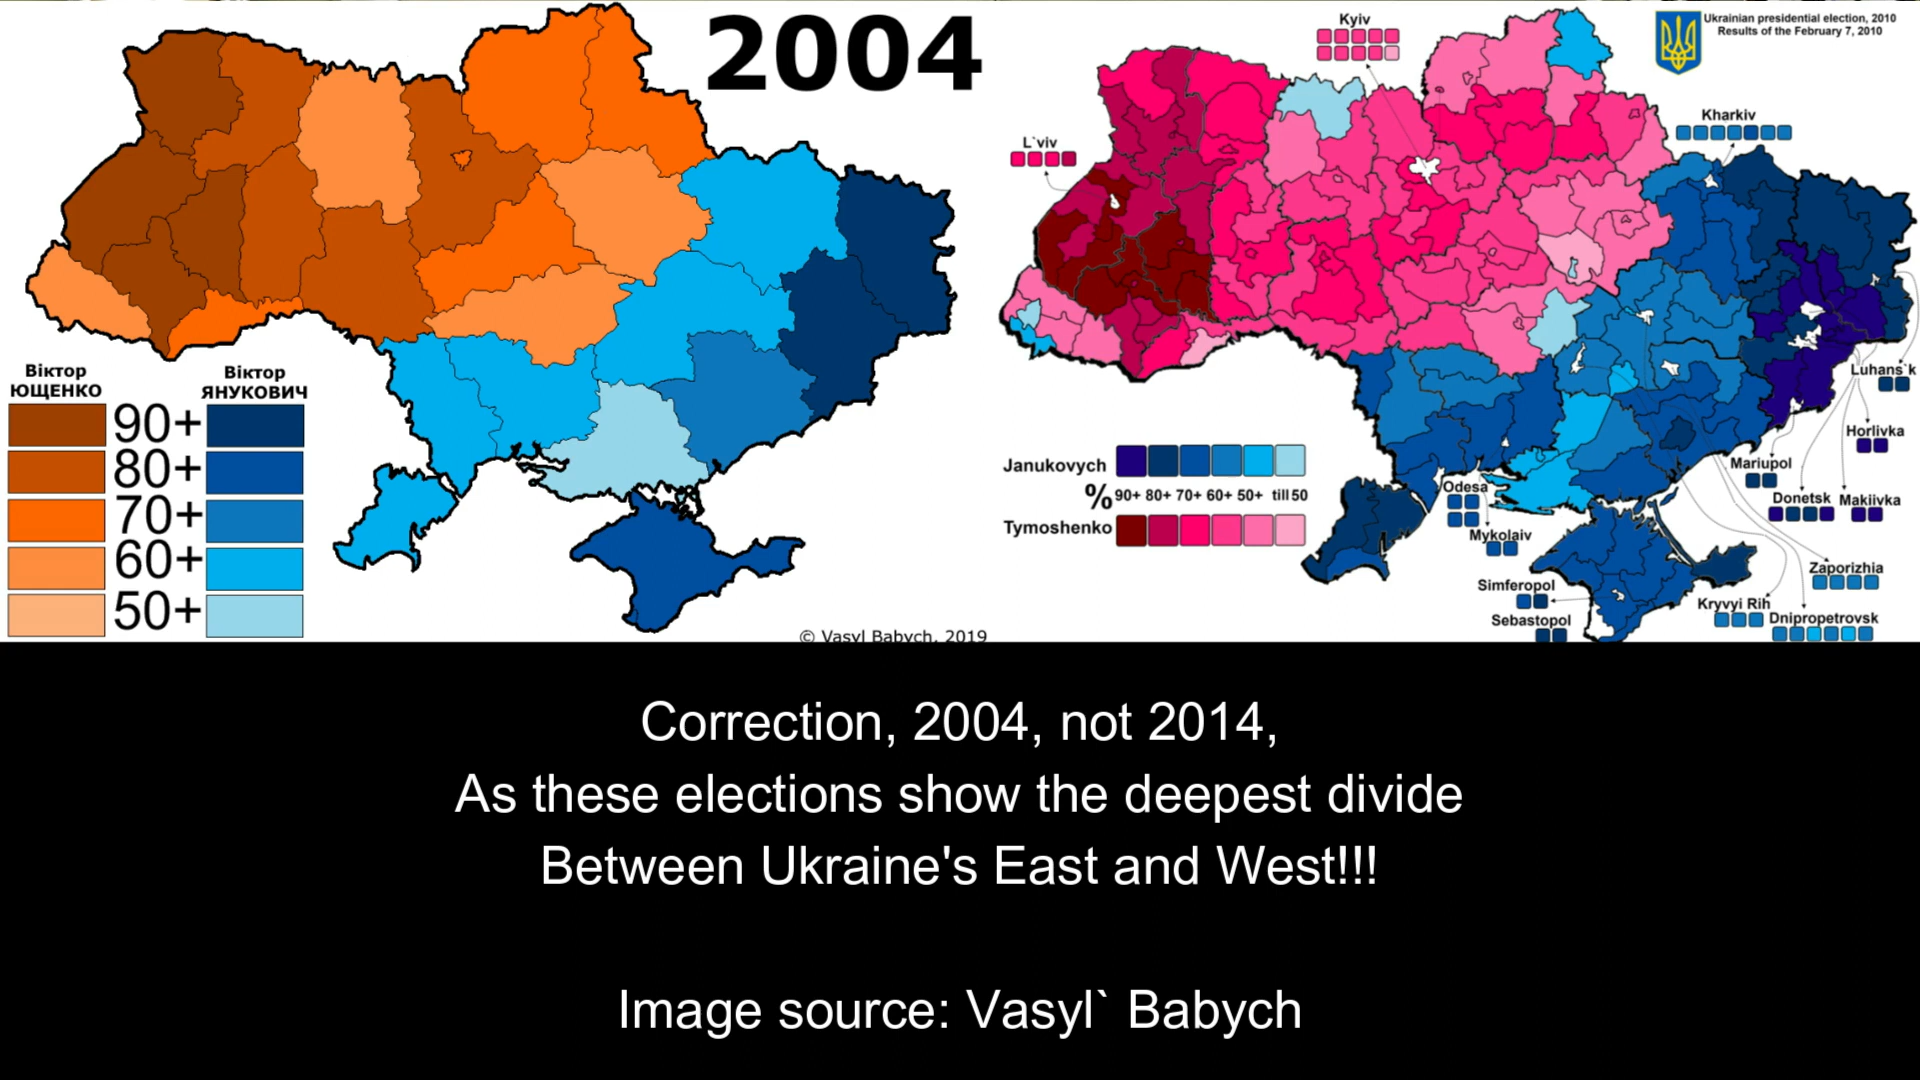 2004
Віктор
ЮЩЕНКО
Віктор
ЯНУКОВИЧ
90+
80+
70+
60+
50+
© Vasyl Babych, 2019
Ukrainian presidential election, 2010
Results of the February 7, 2010
Kyiv
L`viv
Kharkiv
Luhans`k
Horlivka
Mariupol
Donetsk
Makiivka
Odesa
Mykolaiv
Zaporizhia
Simferopol
Kryvyi Rih
Sebastopol
Dnipropetrovsk
Janukovych
% 90+ 80+ 70+ 60+ 50+ till50
Tymoshenko
Correction, 2004, not 2014,
As these elections show the deepest divide
Between Ukraine's East and West!!!
Image source: Vasyl` Babych